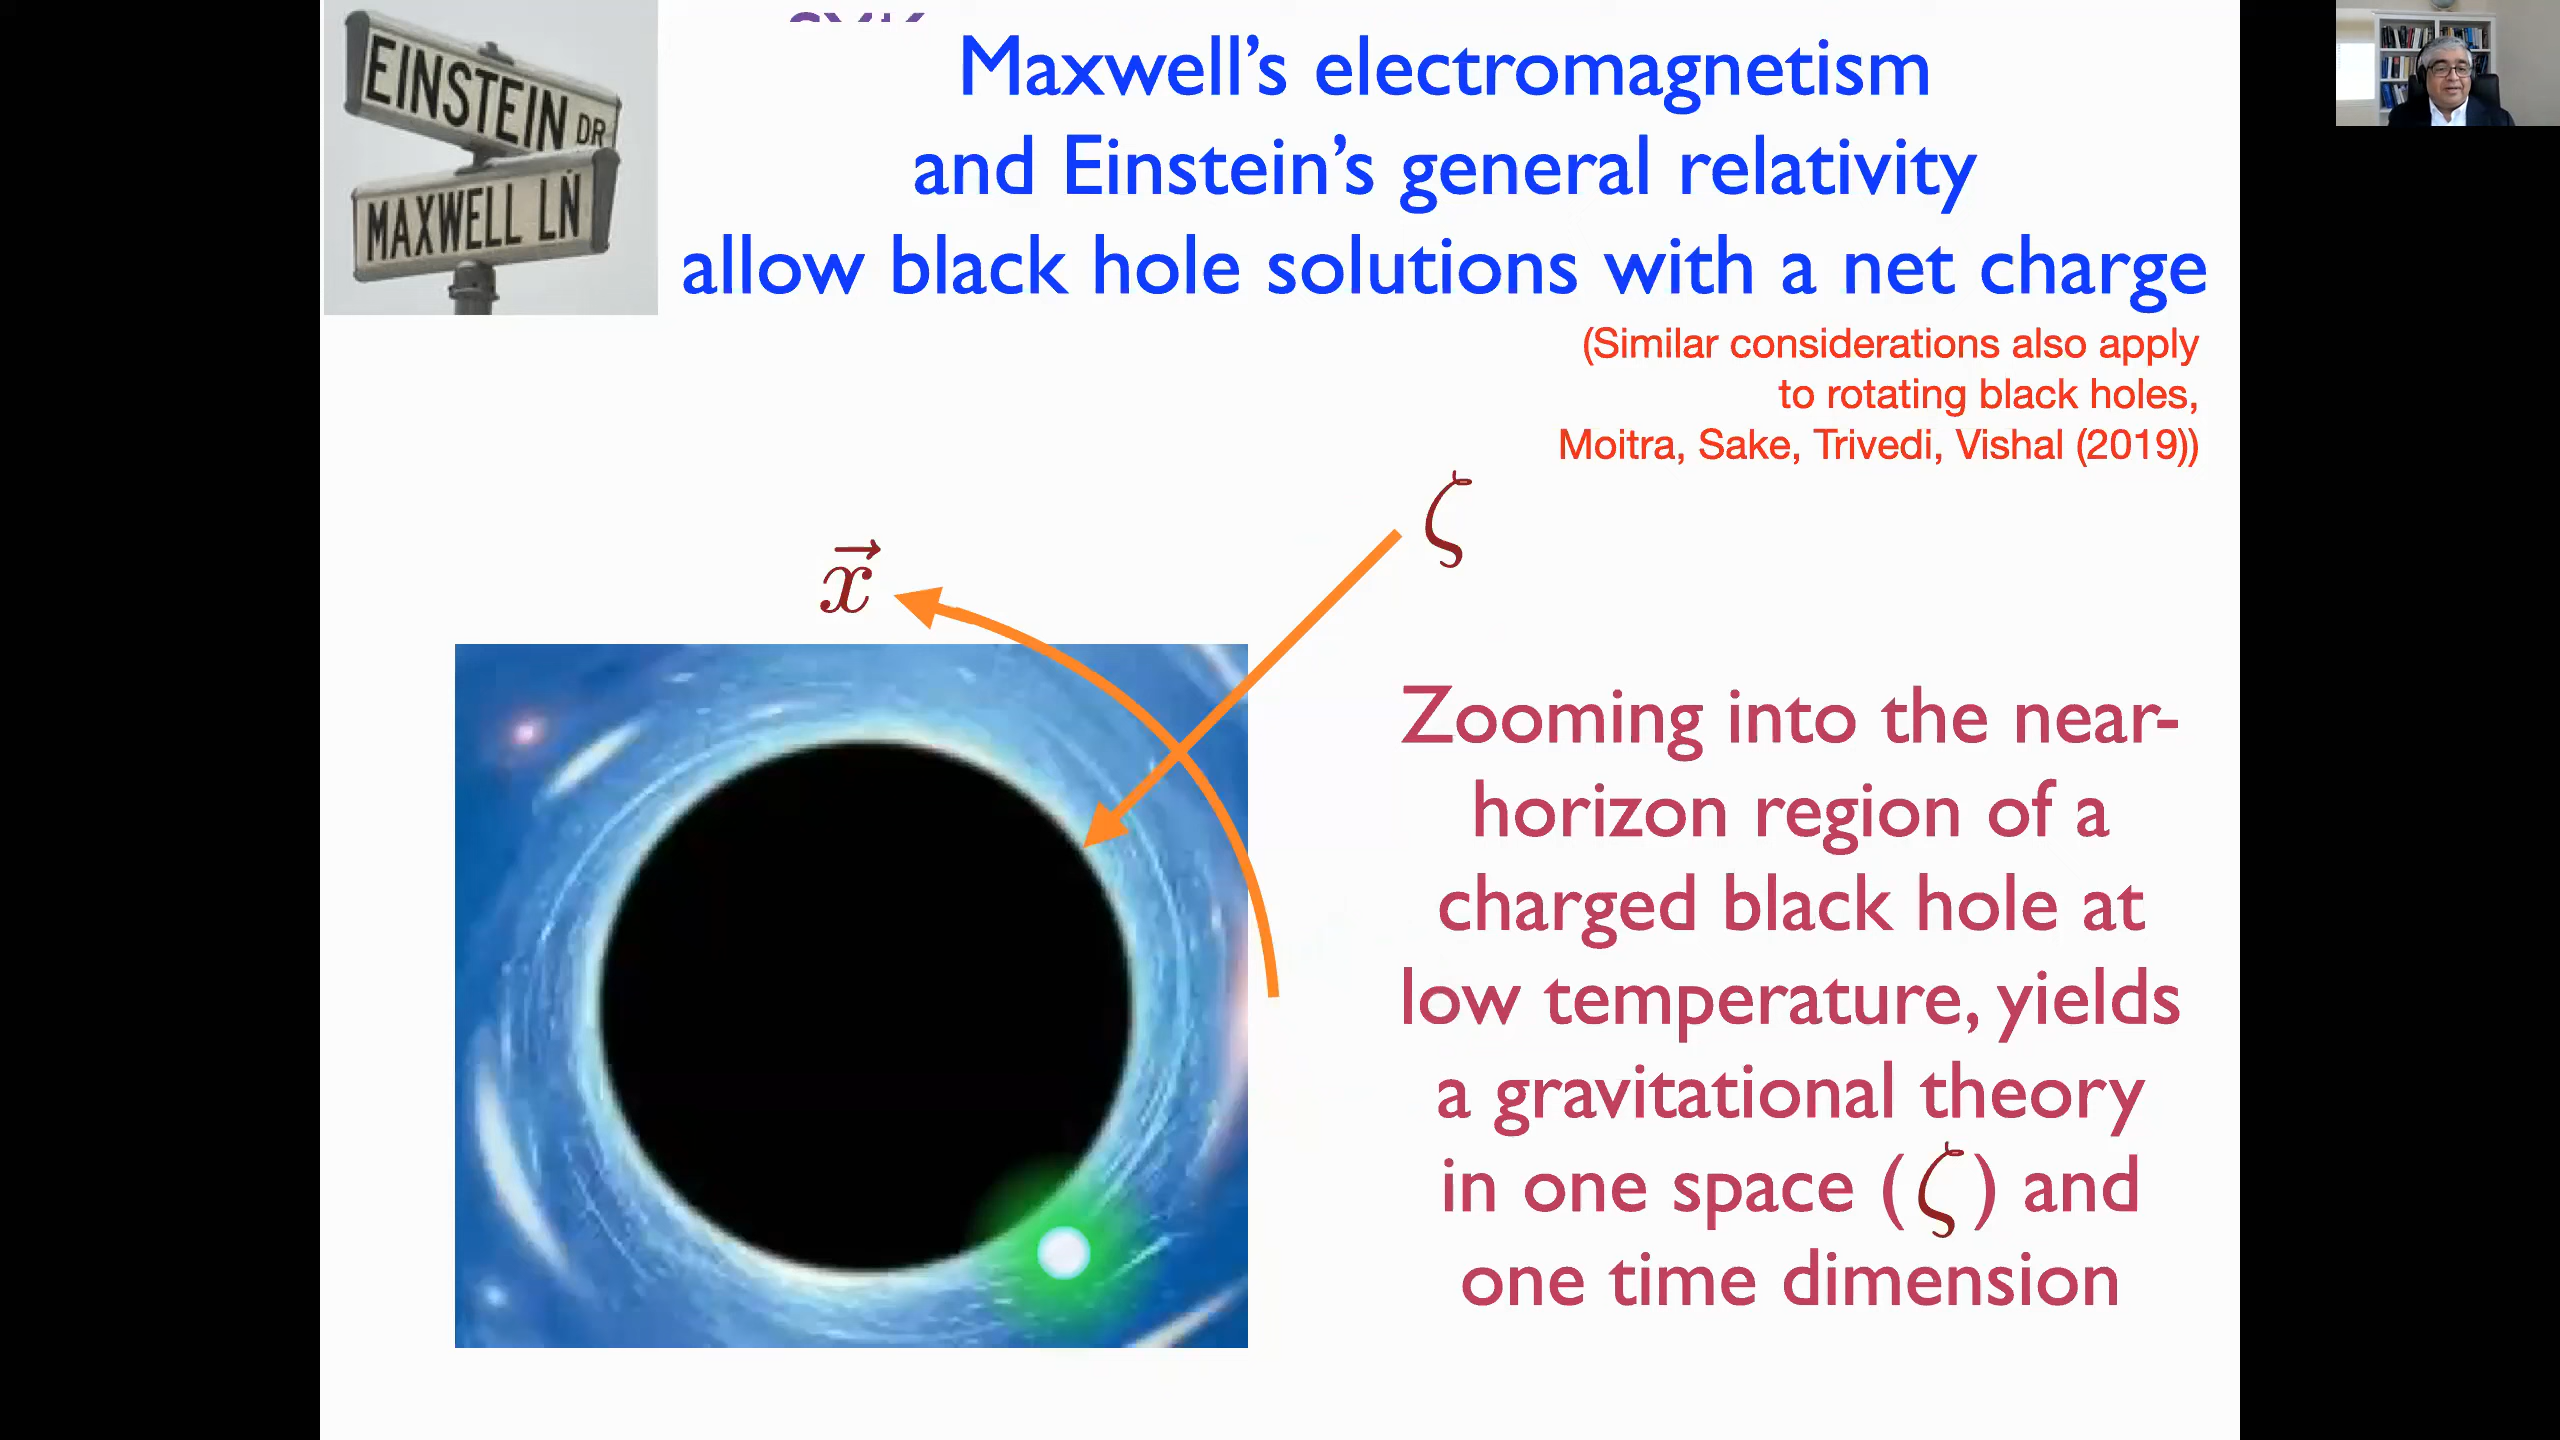 EINSTEIN DR
MAXWELL LN
Maxwell's electromagnetism
and Einstein's general relativity
allow black hole solutions with a net charge
(Similar considerations also apply
to rotating black holes,
Moitra, Sake, Trivedi, Vishal (2019))
ζ
x⃗
Zooming into the near-
horizon region of a
charged black hole at
low temperature, yields
a gravitational theory
in one space (ζ) and
one time dimension